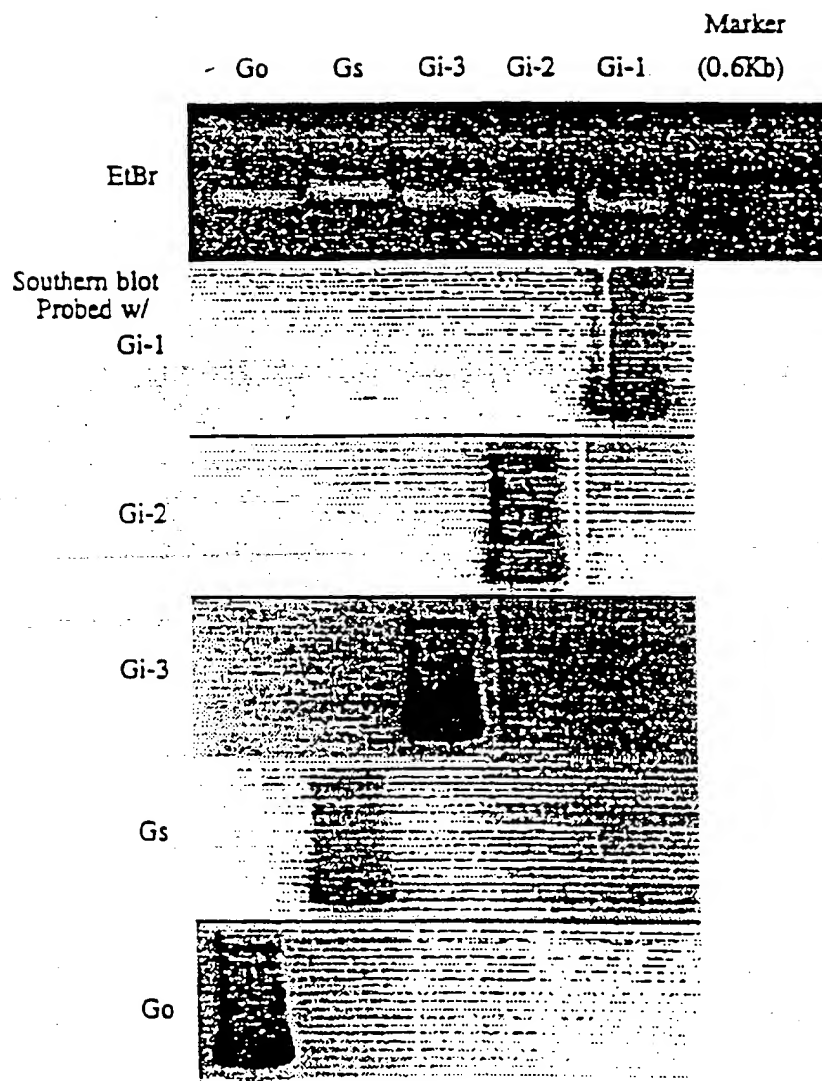 Marker
Go Gs Gi-3 Gi-2 Gi-1 (0.6Kb)
EtBr
Southern blot
Probed w/
Gi-1
Gi-2
Gi-3
Gs
Go